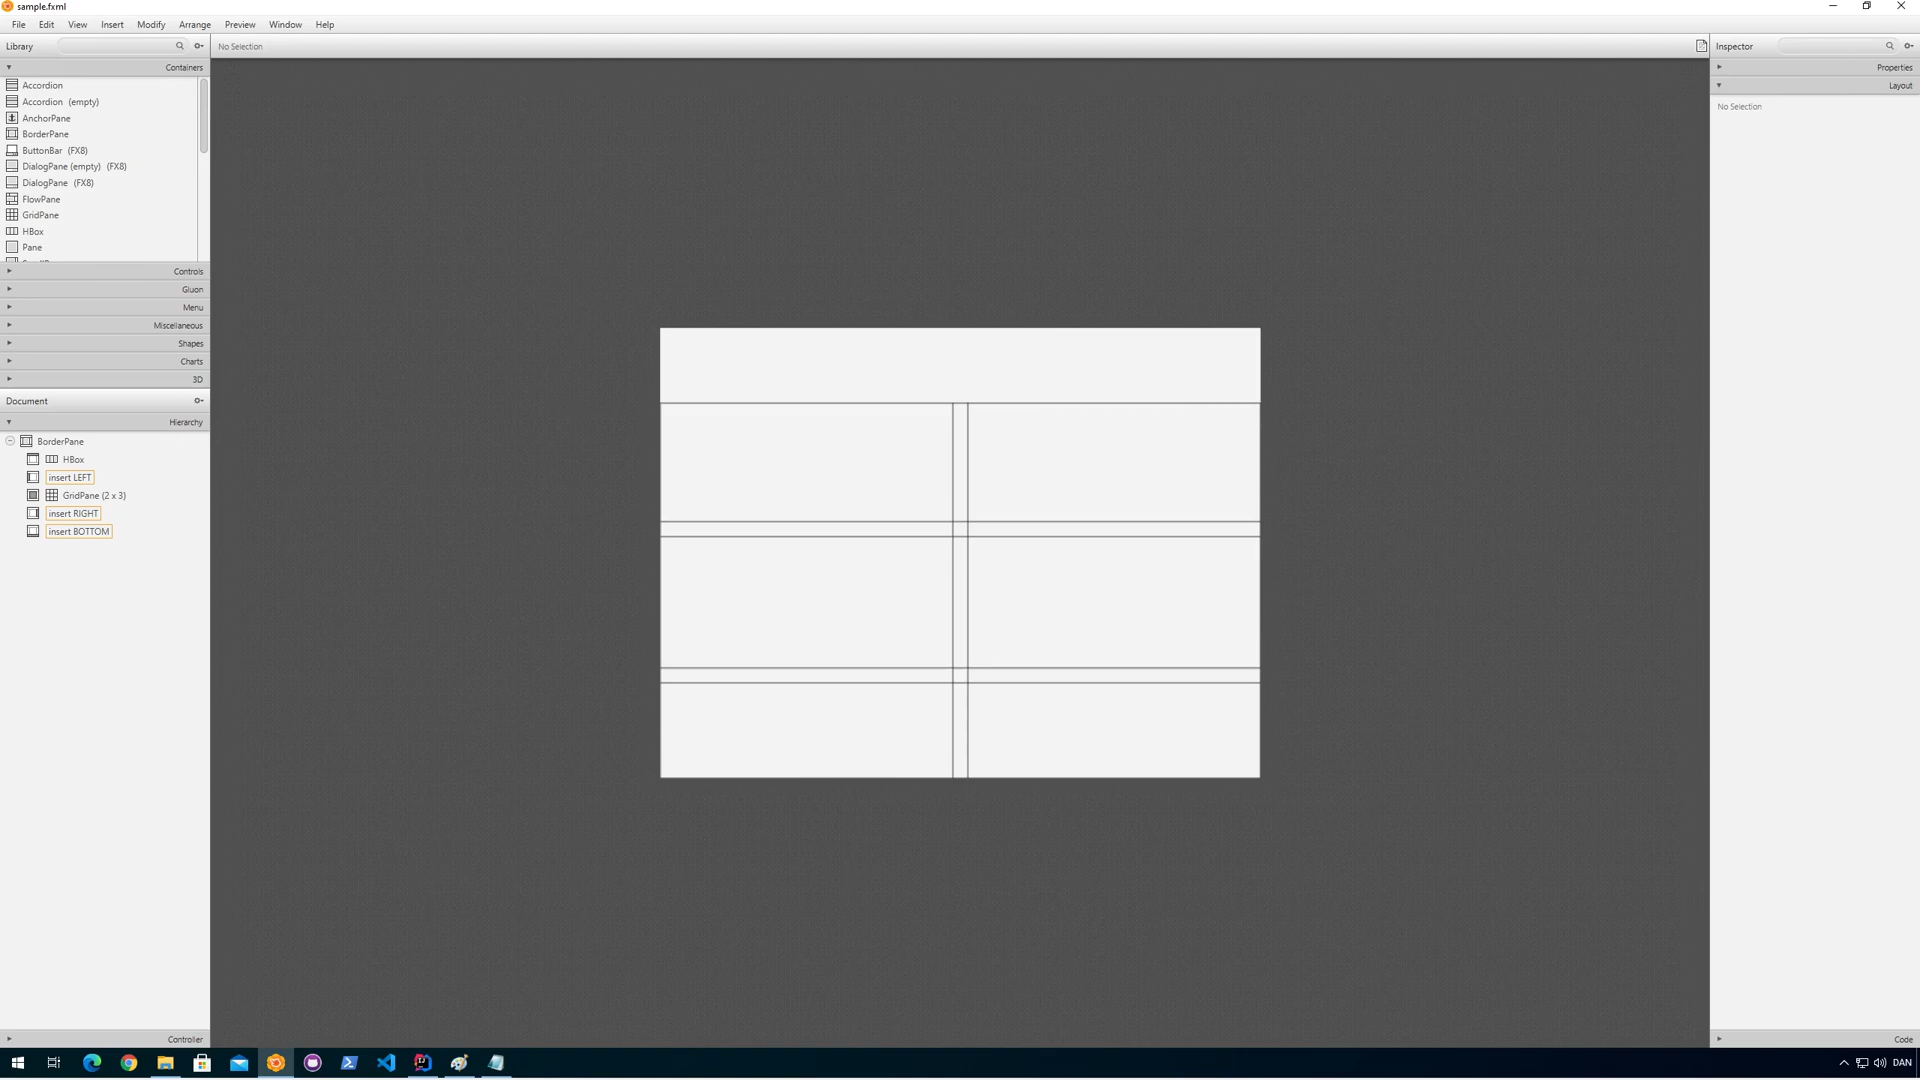 sample.fxml
File Edit View Insert Modify Arrange Preview Window Help
Library
No Selection
Inspector
Containers
Accordion
Accordion (empty)
AnchorPane
BorderPane
ButtonBar (FX8)
DialogPane (empty) (FX8)
DialogPane (FX8)
FlowPane
GridPane
HBox
Pane
Controls
Gluon
Menu
Miscellaneous
Shapes
Charts
3D
Document
Hierarchy
BorderPane
HBox
insert LEFT
GridPane (2 x 3)
insert RIGHT
insert BOTTOM
Controller
Properties
Layout
No Selection
Code
DAN